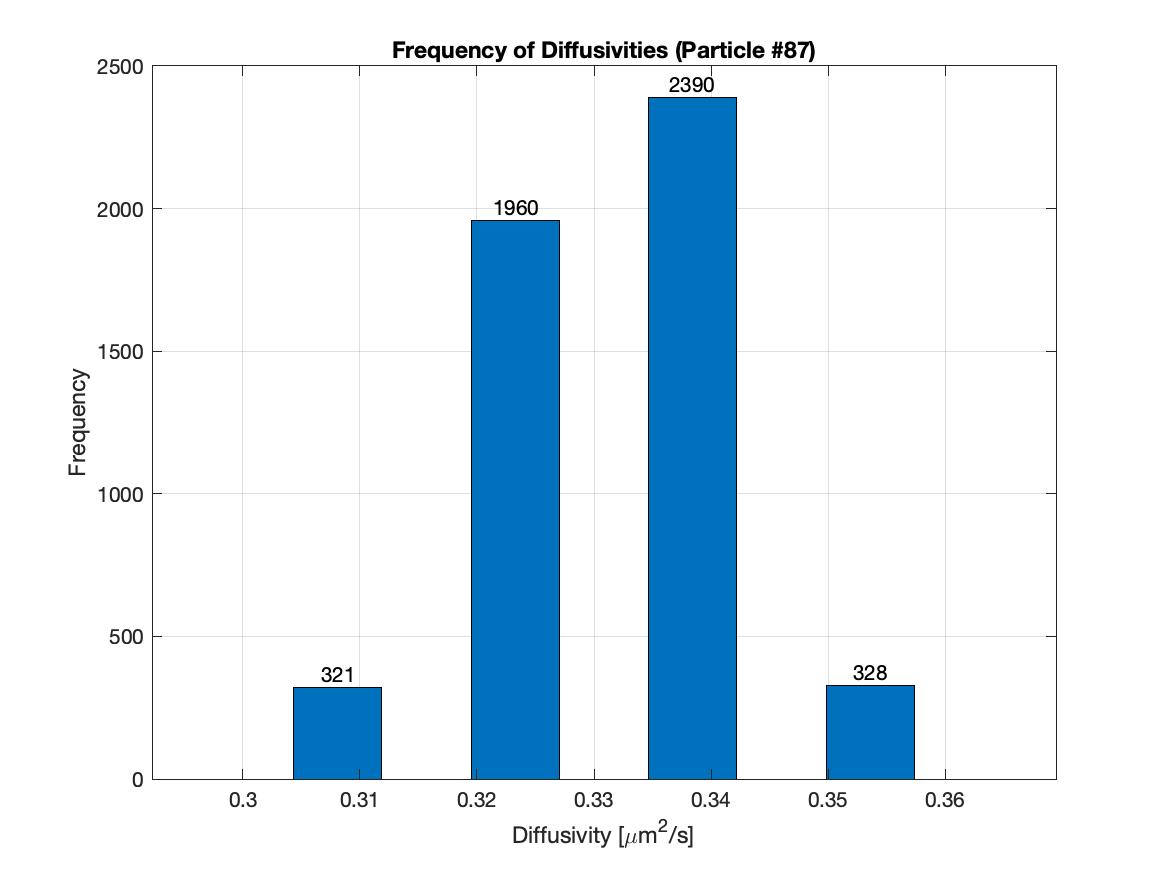 Frequency of Diffusivities (Particle #87)
2500
2000
1500
1000
500
0
Frequency
321
1960
2390
328
0.3 0.31 0.32 0.33 0.34 0.35 0.36
Diffusivity [μm²/s]